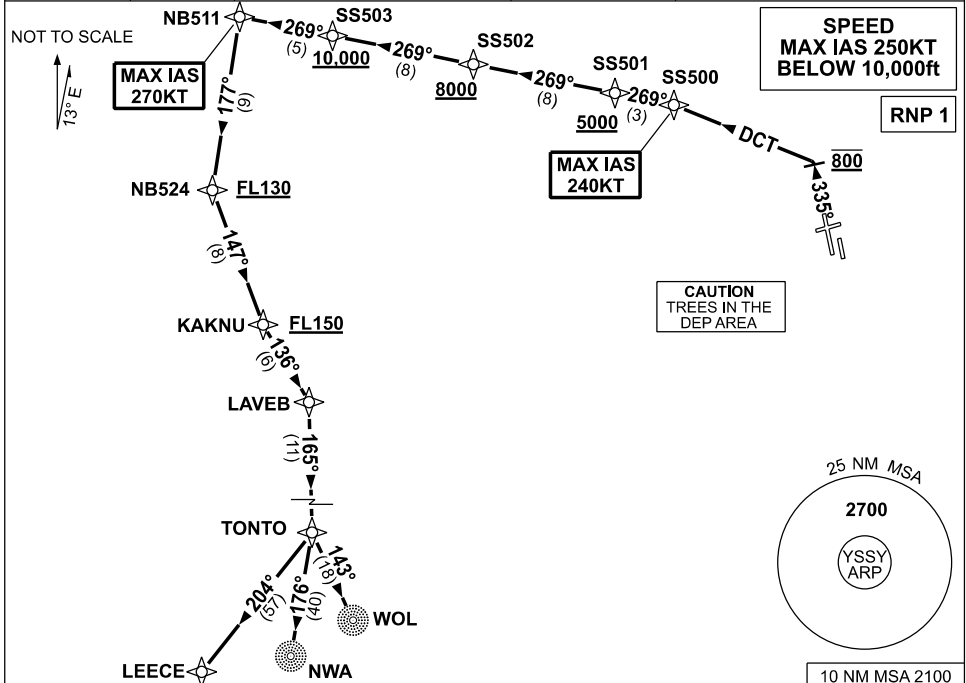 NB511
SS503
NOT TO SCALE
SPEED
MAX IAS 250KT
BELOW 10,000ft
269°
(5)
10,000
269°
(8)
SS502
8000
269°
(8)
SS501
5000
269°
(3)
SS500
MAX IAS
270KT
13° E
177°
(9)
RNP 1
DCT
800
MAX IAS
240KT
335°
NB524
FL130
147°
(8)
CAUTION
TREES IN THE
DEP AREA
KAKNU
FL150
136°
(6)
LAVEB
165°
(11)
25 NM MSA
2700
YSSY
ARP
TONTO
204°
(57)
176°
(40)
143°
(18)
WOL
LEECE
NWA
10 NM MSA 2100